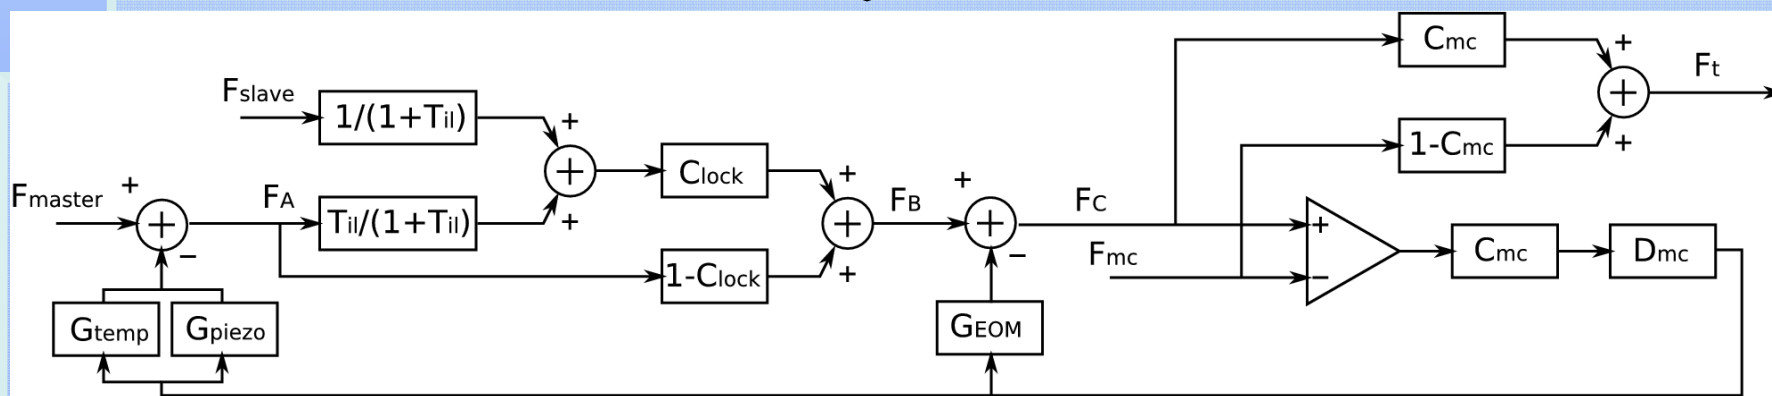 Cmc
+
+
Ft
Fslave
1/(1+Til)
+
1-Cmc
+
Clock
+
Fmaster
+
FA
Til/(1+Til)
+
+
FB
+
+
FC
+
Fmc
−
−
−
1-Clock
+
Cmc
Dmc
Gtemp
Gpiezo
GEOM